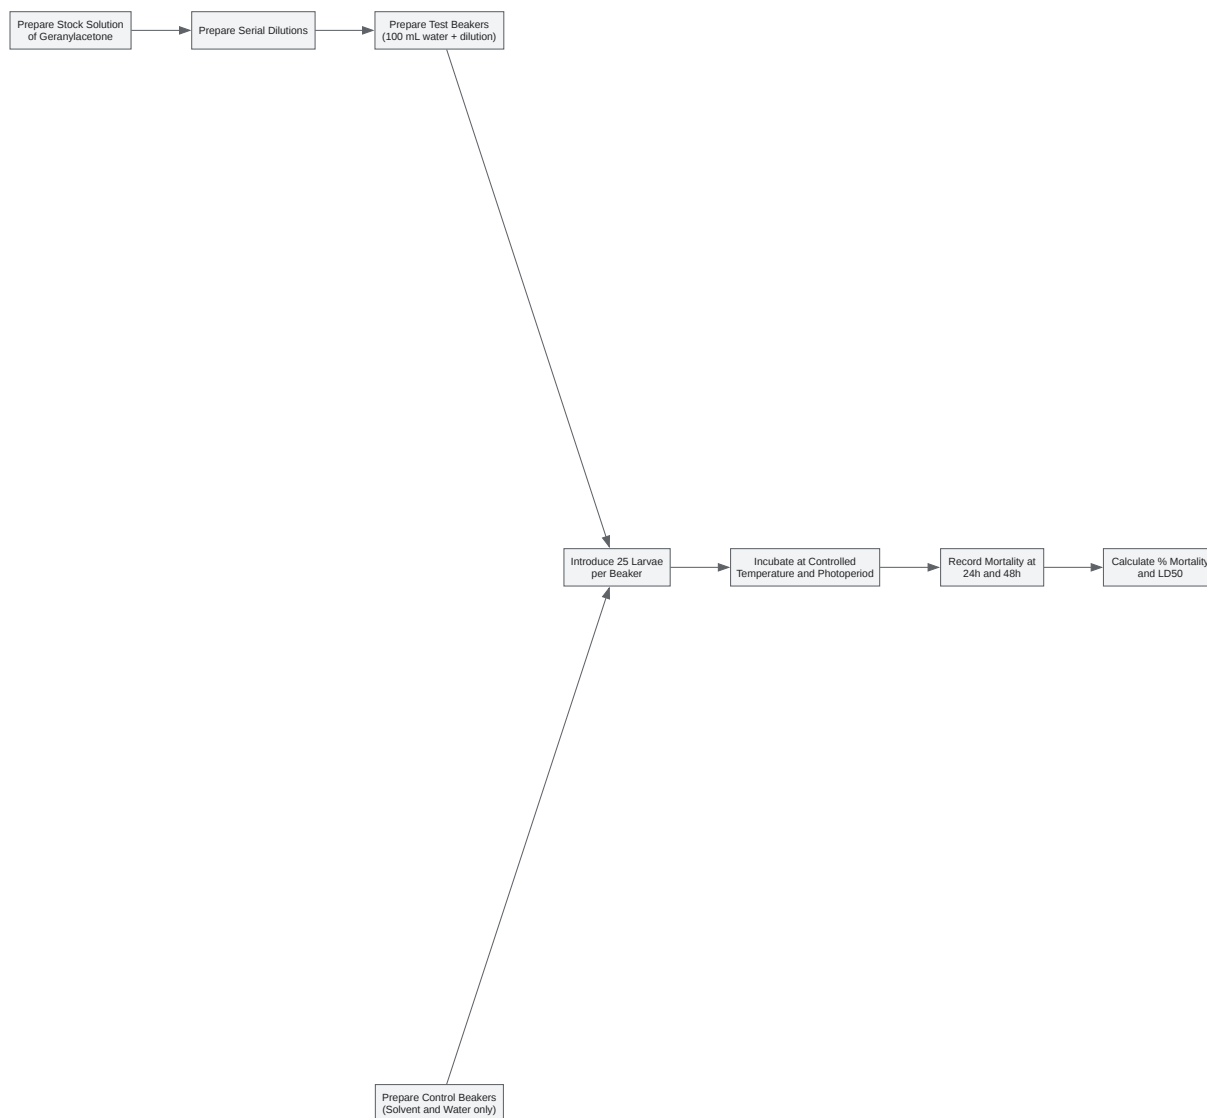 Prepare Stock Solution
of Geranylacetone
Prepare Serial Dilutions
Prepare Test Beakers
(100 mL water + dilution)
Introduce 25 Larvae
per Beaker
Incubate at Controlled
Temperature and Photoperiod
Record Mortality at
24h and 48h
Calculate % Mortality
and LD50
Prepare Control Beakers
(Solvent and Water only)